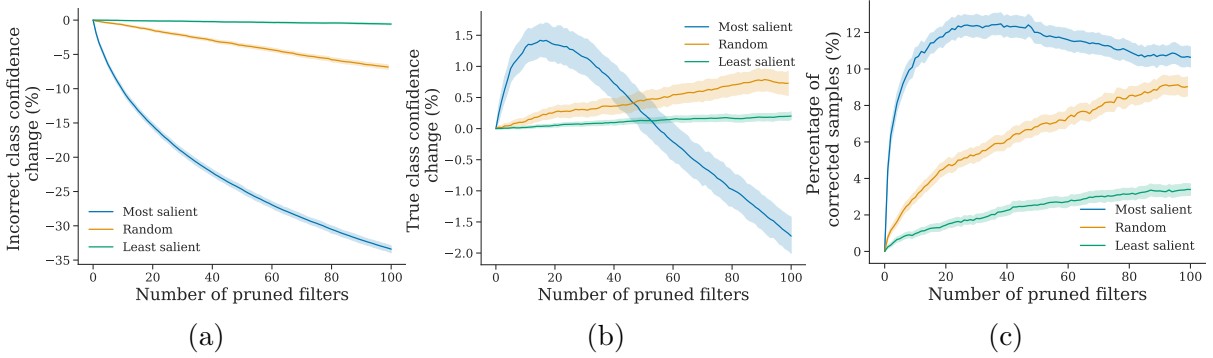 Incorrect class confidence
change (%)
0
−5
−10
−15
−20
−25
−30
−35
Most salient
Random
Least salient
0 20 40 60 80 100
Number of pruned filters
(a)
True class confidence
change (%)
1.5
1.0
0.5
0.0
−0.5
−1.0
−1.5
−2.0
Most salient
Random
Least salient
0 20 40 60 80 100
Number of pruned filters
(b)
Percentage of
corrected samples (%)
12
10
8
6
4
2
0
Most salient
Random
Least salient
0 20 40 60 80 100
Number of pruned filters
(c)